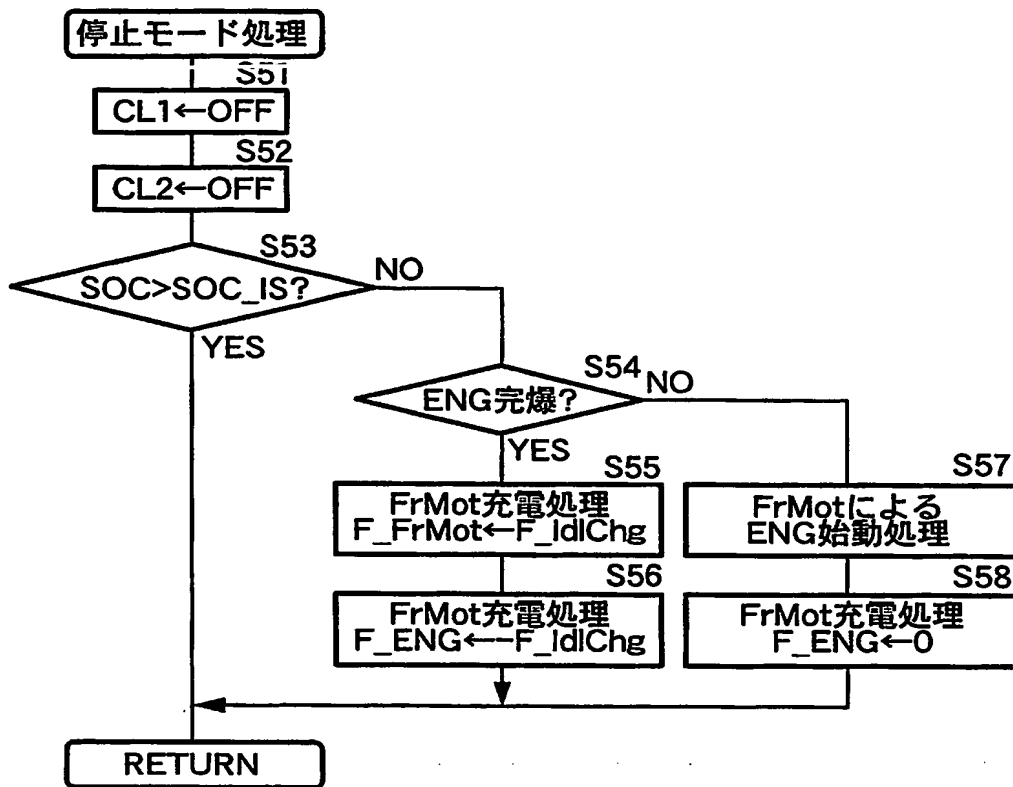 停止モード処理
S51
CL1←OFF
S52
CL2←OFF
S53
SOC>SOC_IS?
NO
YES
S54
ENG完爆?
NO
YES
S55
FrMot充電処理
F_FrMot←F_IdlChg
S56
FrMot充電処理
F_ENG←−F_IdlChg
S57
FrMotによる
ENG始動処理
S58
FrMot充電処理
F_ENG←0
RETURN